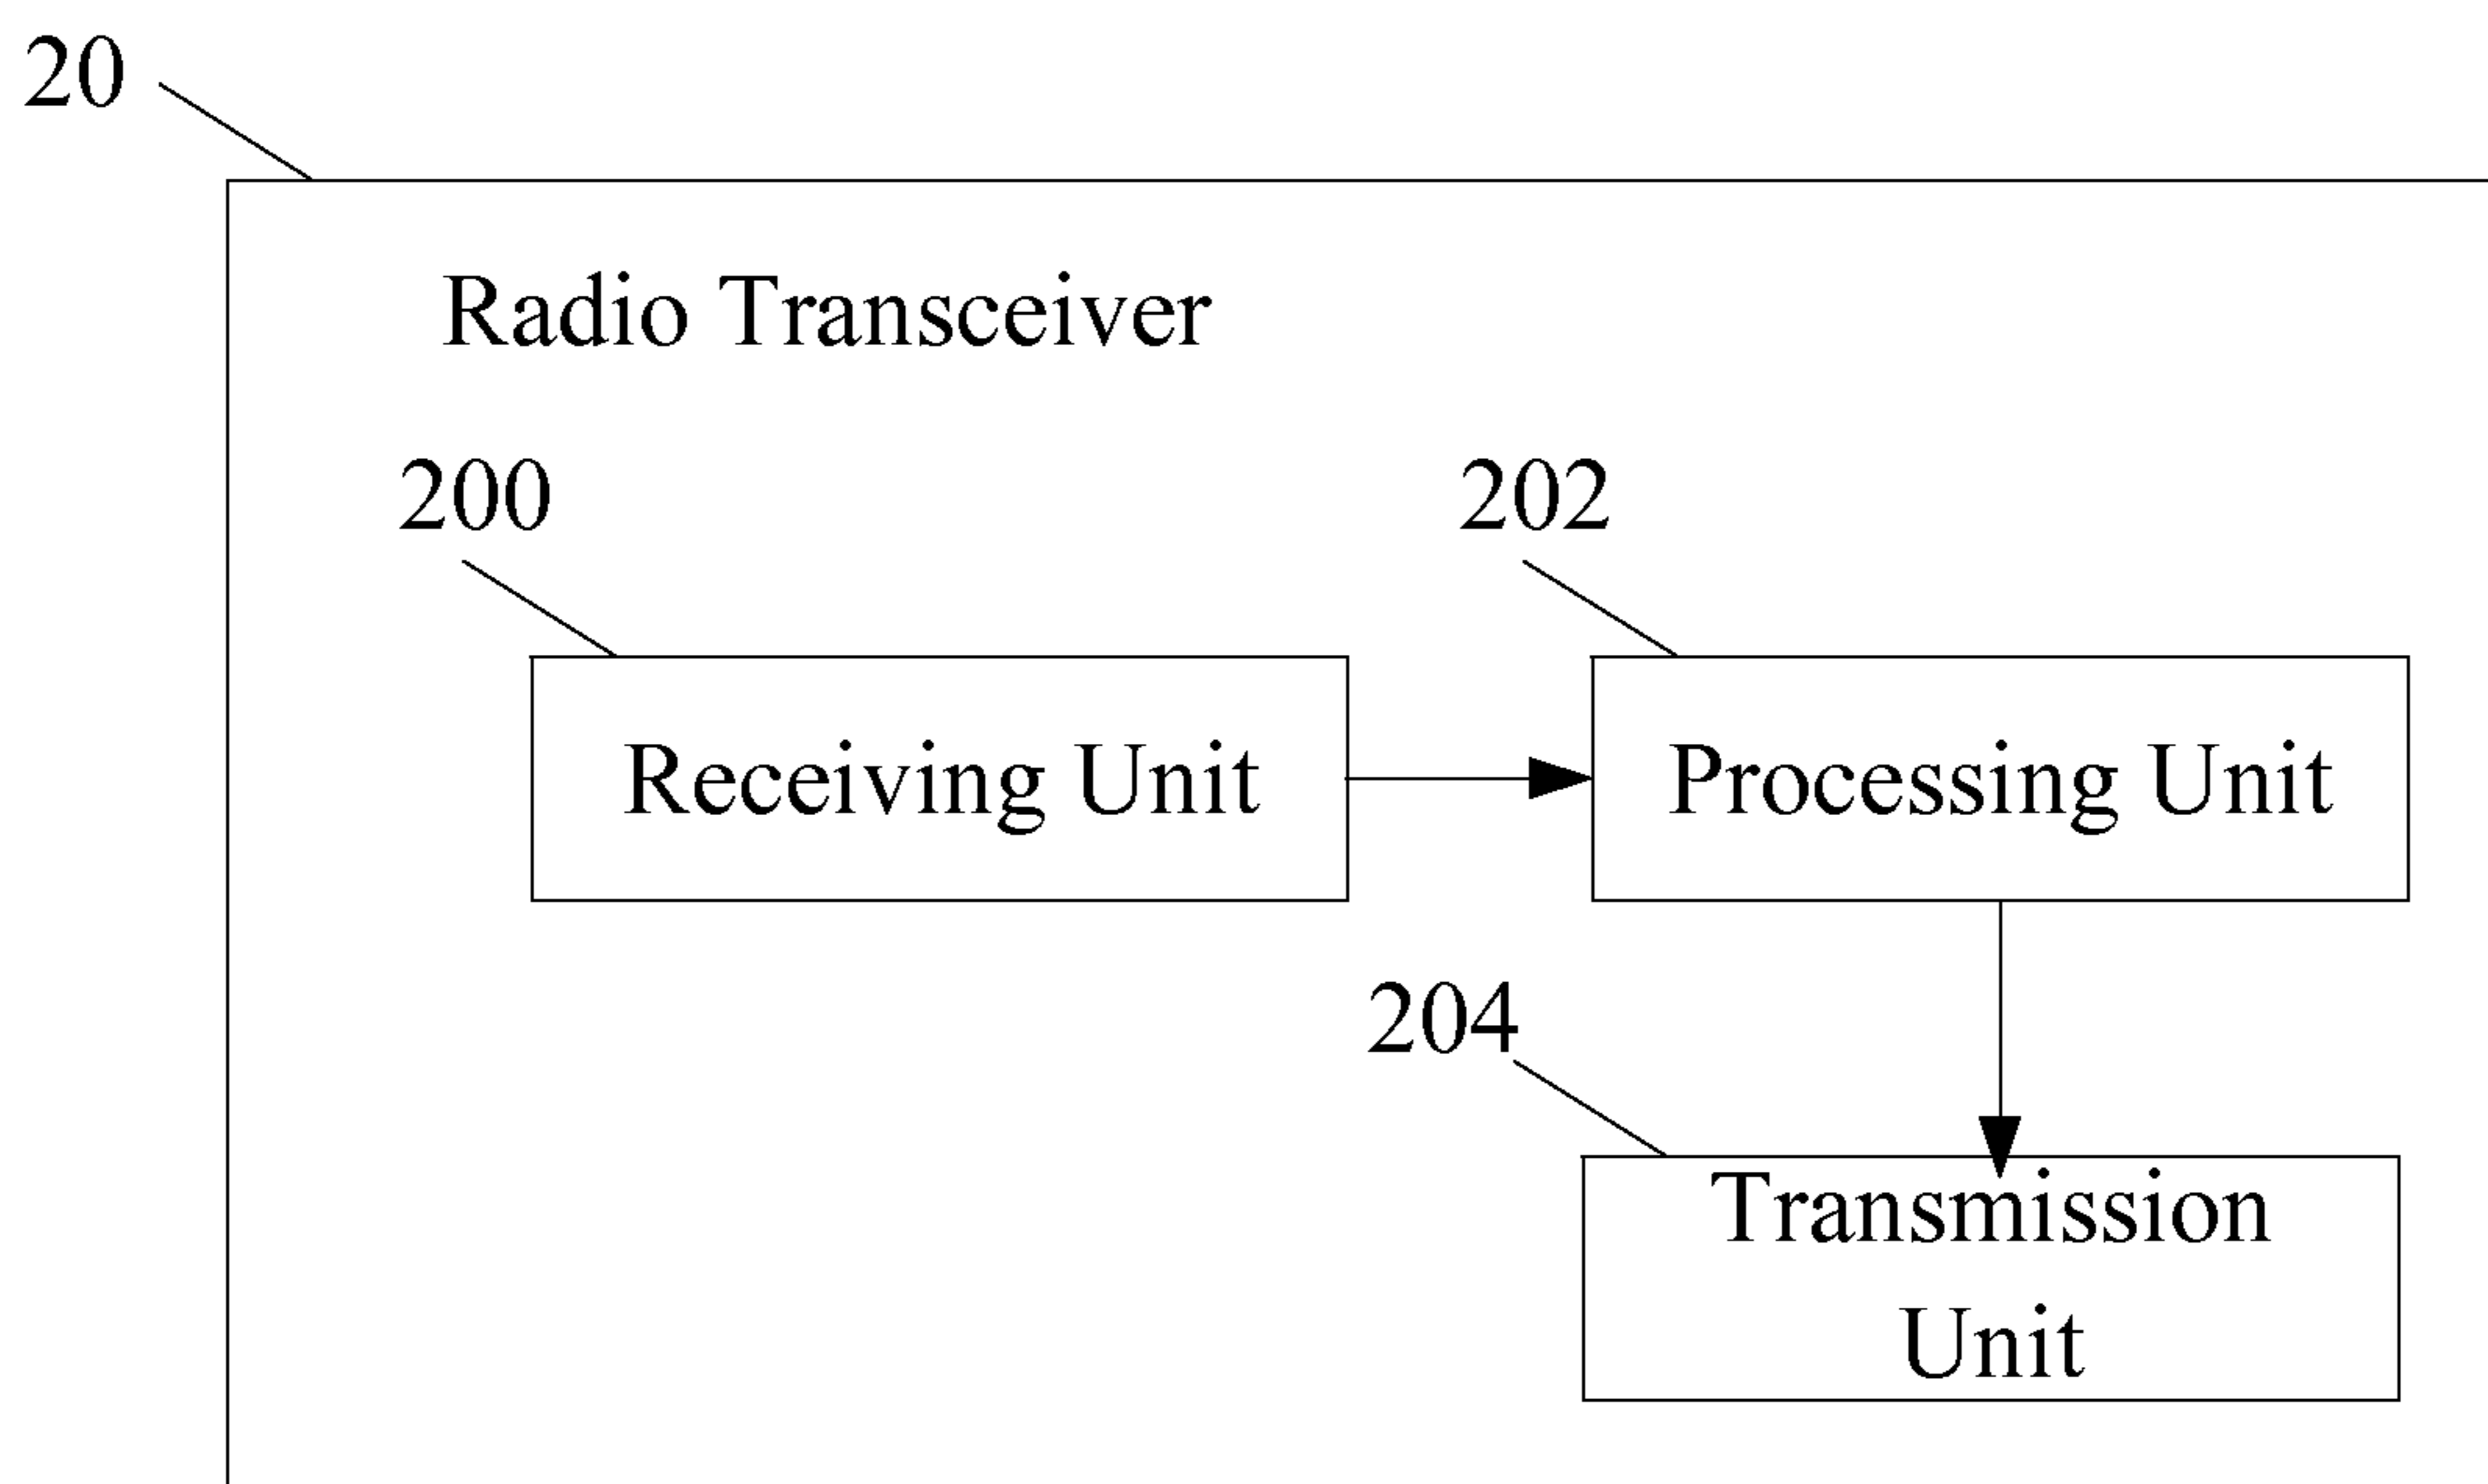 20
Radio Transceiver
200
202
Receiving Unit
Processing Unit
204
Transmission
Unit